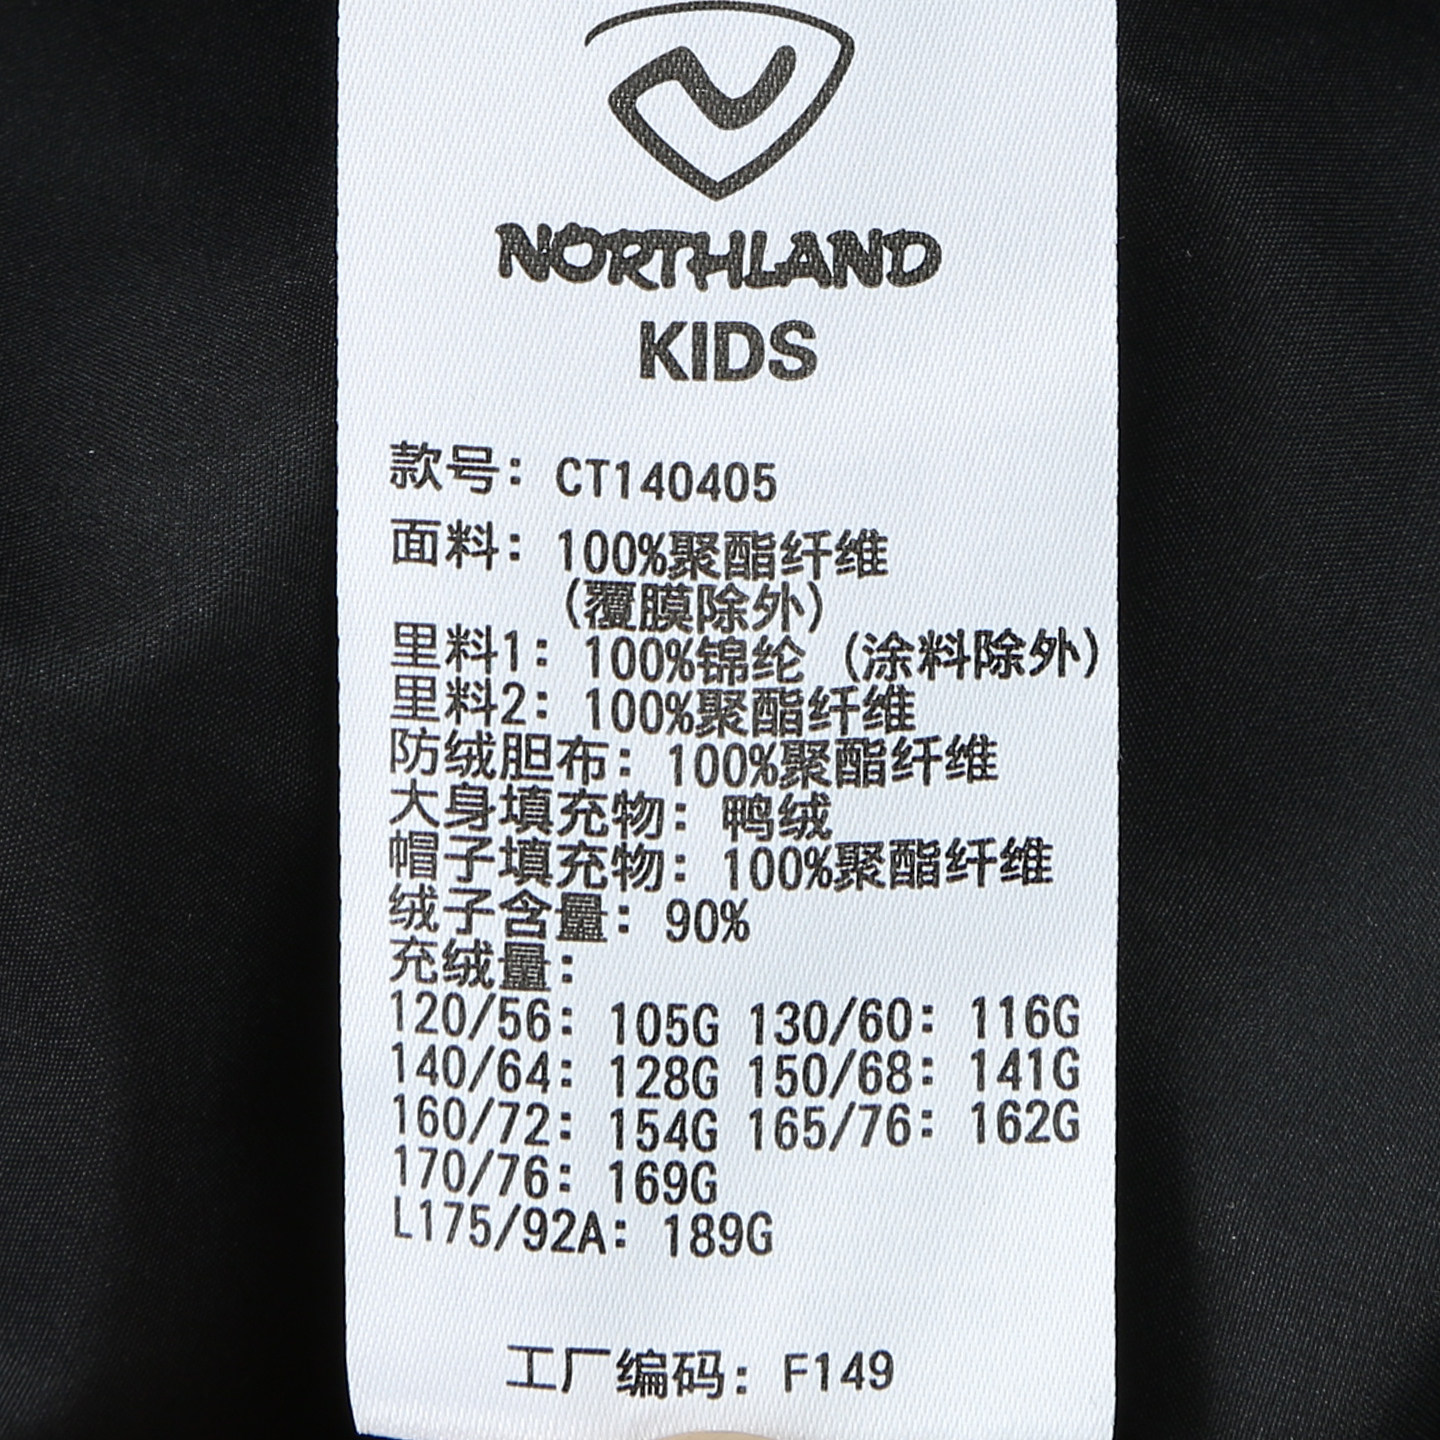 NORTHLAND
KIDS
款号：CT140405
面料：100%聚酯纤维
（覆膜除外）
里料1：100%锦纶（涂料除外）
里料2：100%聚酯纤维
防绒胆布：100%聚酯纤维
大身填充物：鸭绒
帽子填充物：100%聚酯纤维
绒子含量：90%
充绒量：
120/56：105G 130/60：116G
140/64：128G 150/68：141G
160/72：154G 165/76：162G
170/76：169G
L175/92A：189G
工厂编码：F149